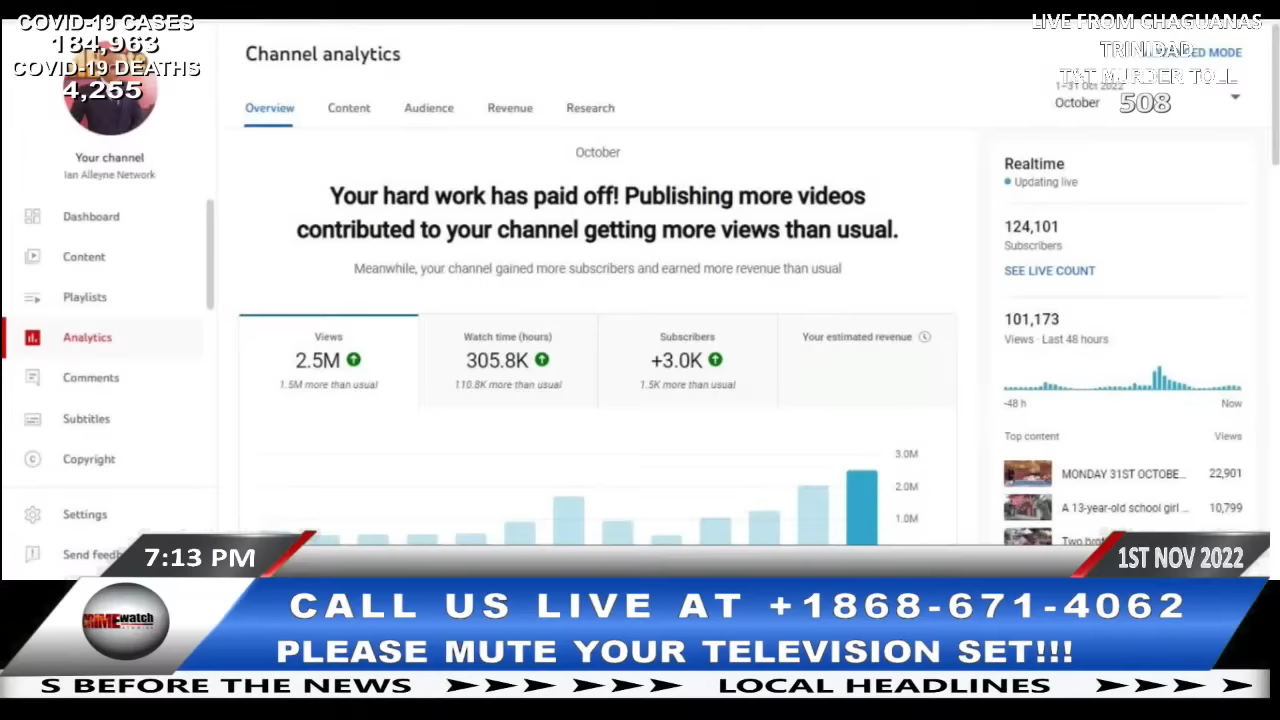 COVID-19 CASES
184,963
COVID-19 DEATHS
4,255
LIVE FROM CHAGUANAS
TRINIDAD
T&T MURDER TOLL
508
MODE
1–31 Oct 2022
October
Channel analytics
Overview
Content
Audience
Revenue
Research
Your channel
Ian Alleyne Network
Dashboard
Content
Playlists
Analytics
Comments
Subtitles
Copyright
Settings
Send
October
Your hard work has paid off! Publishing more videos
contributed to your channel getting more views than usual.
Meanwhile, your channel gained more subscribers and earned more revenue than usual
Views
2.5M
1.5M more than usual
Watch time (hours)
305.8K
110.8K more than usual
Subscribers
+3.0K
1.5K more than usual
Your estimated revenue
3.0M
2.0M
1.0M
Realtime
Updating live
124,101
Subscribers
SEE LIVE COUNT
101,173
Views · Last 48 hours
-48 h
Now
Top content
Views
MONDAY 31ST OCTOBE...
22,901
A 13-year-old school girl ...
10,799
Two
7:13 PM
1ST NOV 2022
CRIMEwatch
CALL US LIVE AT +1868-671-4062
PLEASE MUTE YOUR TELEVISION SET!!!
S BEFORE THE NEWS
LOCAL HEADLINES